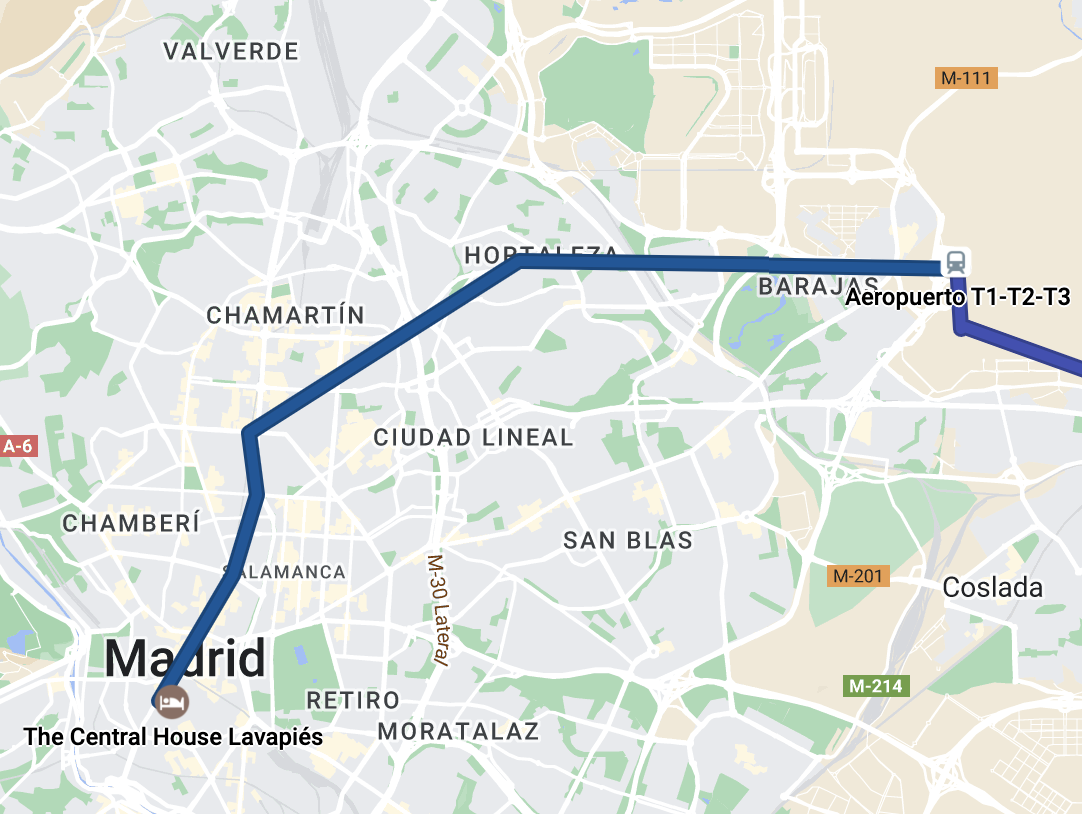 VALVERDE
M-111
HORTALEZA
BARAJAS
Aeropuerto T1-T2-T3
CHAMARTÍN
CIUDAD LINEAL
A-6
CHAMBERÍ
SAN BLAS
SALAMANCA
M-30 Lateral
M-201
Coslada
Madrid
M-214
RETIRO
MORATALAZ
The Central House Lavapiés